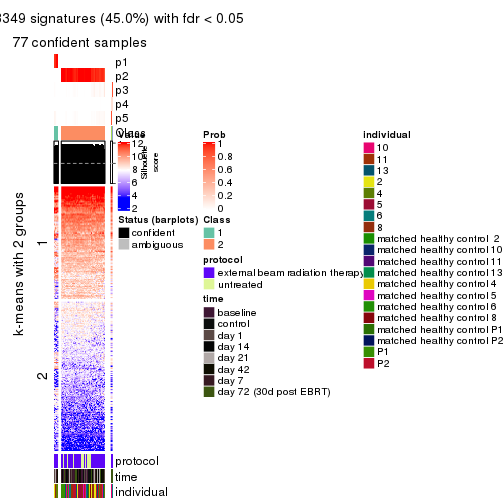 3349 signatures (45.0%) with fdr < 0.05
77 confident samples
p1
p2
p3
p4
p5
Class
Silhouette
score
k-means with 2 groups
1
2
protocol
time
individual
Value
12
10
8
6
4
2
Status (barplots)
confident
ambiguous
Prob
1
0.8
0.6
0.4
0.2
0
Class
1
2
protocol
external beam radiation therapy
untreated
time
baseline
control
day 1
day 14
day 21
day 42
day 7
day 72 (30d post EBRT)
individual
10
11
13
2
4
5
6
8
matched healthy control 2
matched healthy control 10
matched healthy control 11
matched healthy control 13
matched healthy control 4
matched healthy control 5
matched healthy control 6
matched healthy control 8
matched healthy control P1
matched healthy control P2
P1
P2